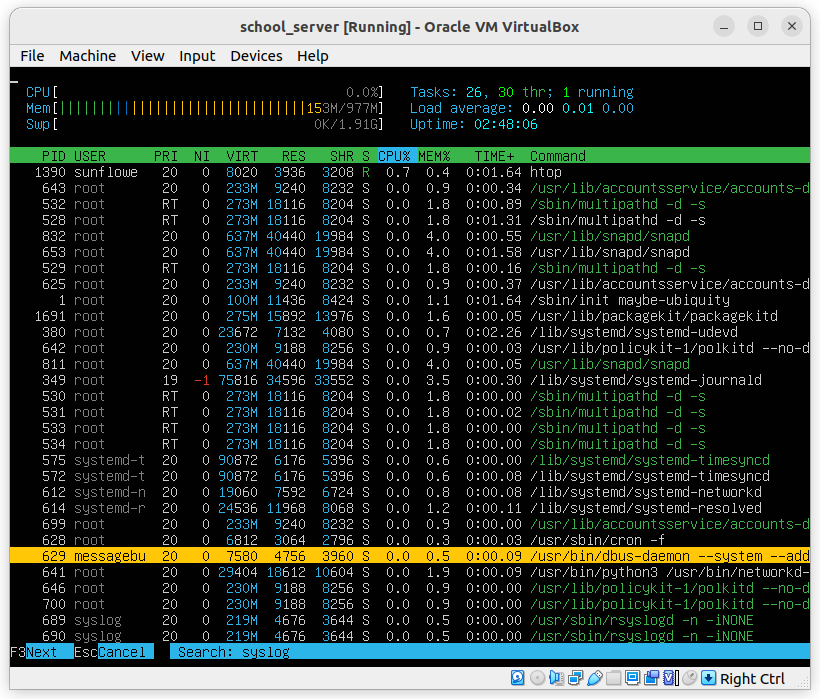 school_server [Running] - Oracle VM VirtualBox
File Machine View Input Devices Help
CPU[ 0.0%] Tasks: 26, 30 thr; 1 running
Mem[||||||||||||||||||||||||||||||153M/977M] Load average: 0.00 0.01 0.00
Swp[ 0K/1.91G] Uptime: 02:48:06
PID USER PRI NI VIRT RES SHR S CPU% MEM% TIME+ Command
1390 sunflowe 20 0 8020 3936 3208 R 0.7 0.4 0:01.64 htop
643 root 20 0 233M 9240 8232 S 0.0 0.9 0:00.34 /usr/lib/accountsservice/accounts-d
532 root RT 0 273M 18116 8204 S 0.0 1.8 0:00.89 /sbin/multipathd -d -s
528 root RT 0 273M 18116 8204 S 0.0 1.8 0:01.31 /sbin/multipathd -d -s
832 root 20 0 637M 40440 19984 S 0.0 4.0 0:00.55 /usr/lib/snapd/snapd
653 root 20 0 637M 40440 19984 S 0.0 4.0 0:01.58 /usr/lib/snapd/snapd
529 root RT 0 273M 18116 8204 S 0.0 1.8 0:00.16 /sbin/multipathd -d -s
625 root 20 0 233M 9240 8232 S 0.0 0.9 0:00.37 /usr/lib/accountsservice/accounts-d
1 root 20 0 100M 11436 8424 S 0.0 1.1 0:01.64 /sbin/init maybe-ubiquity
1691 root 20 0 275M 15892 13976 S 0.0 1.6 0:00.05 /usr/lib/packagekit/packagekitd
380 root 20 0 23672 7132 4080 S 0.0 0.7 0:02.26 /lib/systemd/systemd-udevd
642 root 20 0 230M 9188 8256 S 0.0 0.9 0:00.03 /usr/lib/policykit-1/polkitd --no-d
811 root 20 0 637M 40440 19984 S 0.0 4.0 0:00.05 /usr/lib/snapd/snapd
349 root 19 -1 75816 34596 33552 S 0.0 3.5 0:00.30 /lib/systemd/systemd-journald
530 root RT 0 273M 18116 8204 S 0.0 1.8 0:00.00 /sbin/multipathd -d -s
531 root RT 0 273M 18116 8204 S 0.0 1.8 0:00.02 /sbin/multipathd -d -s
533 root RT 0 273M 18116 8204 S 0.0 1.8 0:00.00 /sbin/multipathd -d -s
534 root RT 0 273M 18116 8204 S 0.0 1.8 0:00.00 /sbin/multipathd -d -s
575 systemd-t 20 0 90872 6176 5396 S 0.0 0.6 0:00.00 /lib/systemd/systemd-timesyncd
572 systemd-t 20 0 90872 6176 5396 S 0.0 0.6 0:00.08 /lib/systemd/systemd-timesyncd
612 systemd-n 20 0 19060 7592 6724 S 0.0 0.8 0:00.08 /lib/systemd/systemd-networkd
614 systemd-r 20 0 24536 11968 8068 S 0.0 1.2 0:00.11 /lib/systemd/systemd-resolved
699 root 20 0 233M 9240 8232 S 0.0 0.9 0:00.00 /usr/lib/accountsservice/accounts-d
628 root 20 0 6812 3064 2796 S 0.0 0.3 0:00.03 /usr/sbin/cron -f
629 messagebu 20 0 7580 4756 3960 S 0.0 0.5 0:00.09 /usr/bin/dbus-daemon --system --add
641 root 20 0 29404 18612 10604 S 0.0 1.9 0:00.09 /usr/bin/python3 /usr/bin/networkd-
646 root 20 0 230M 9188 8256 S 0.0 0.9 0:00.00 /usr/lib/policykit-1/polkitd --no-d
700 root 20 0 230M 9188 8256 S 0.0 0.9 0:00.00 /usr/lib/policykit-1/polkitd --no-d
689 syslog 20 0 219M 4676 3644 S 0.0 0.4 0:00.00 /usr/sbin/rsyslogd -n -iNONE
690 syslog 20 0 219M 4676 3644 S 0.0 0.4 0:00.00 /usr/sbin/rsyslogd -n -iNONE
F3Next EscCancel Search: syslog
Right Ctrl